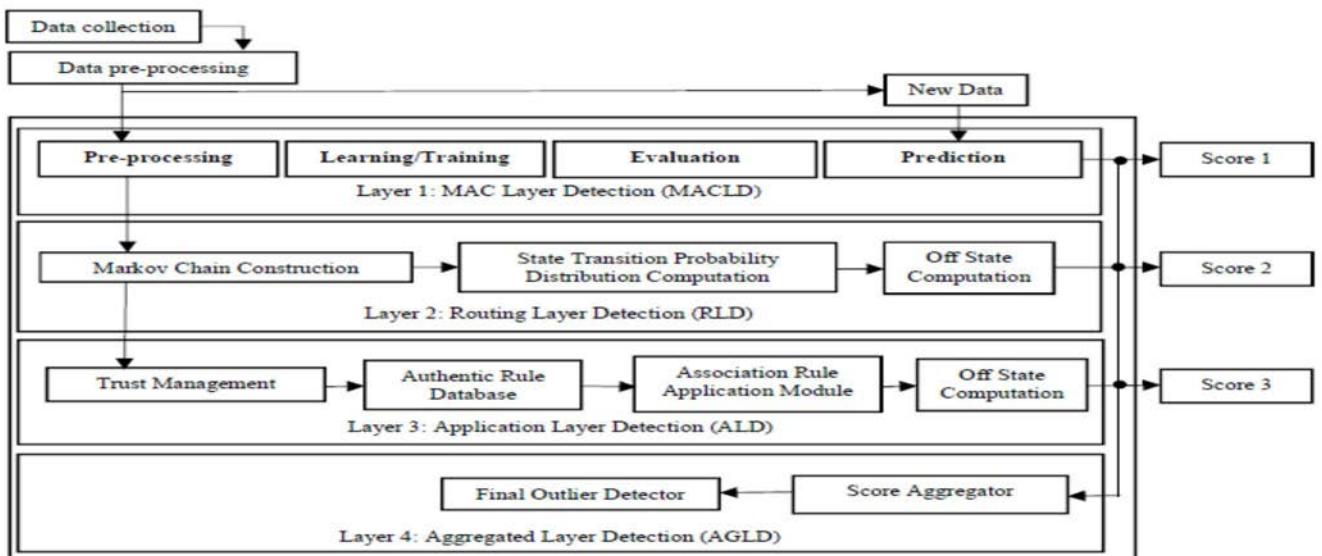 Data collection
Data pre-processing
New Data
Pre-processing
Learning/Training
Evaluation
Prediction
Score 1
Layer 1: MAC Layer Detection (MACLD)
Markov Chain Construction
State Transition Probability
Distribution Computation
Off State
Computation
Score 2
Layer 2: Routing Layer Detection (RLD)
Trust Management
Authentic Rule
Database
Association Rule
Application Module
Off State
Computation
Score 3
Layer 3: Application Layer Detection (ALD)
Final Outlier Detector
Score Aggregator
Layer 4: Aggregated Layer Detection (AGLD)